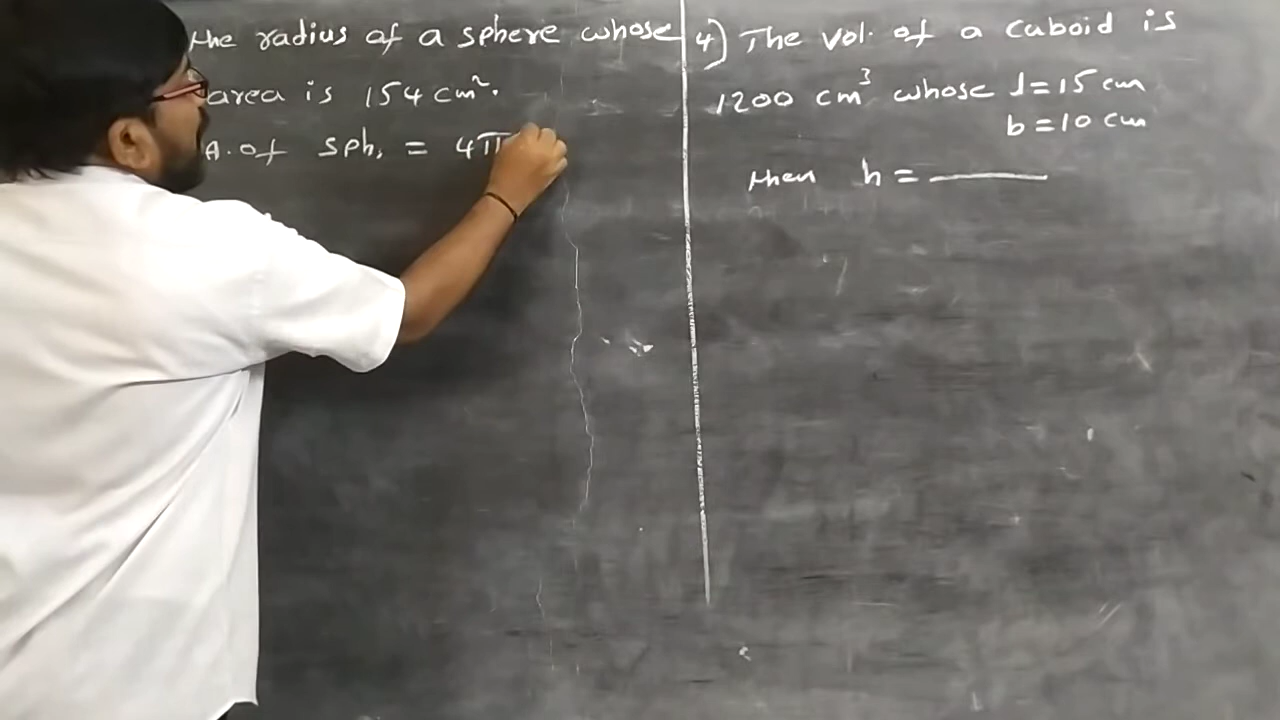 the radius of a sphere whose
area is 154 cm².
A. of sph. = 4π
4) The vol. of a cuboid is
1200 cm³ whose l = 15 cm
b = 10 cm
then h = ______